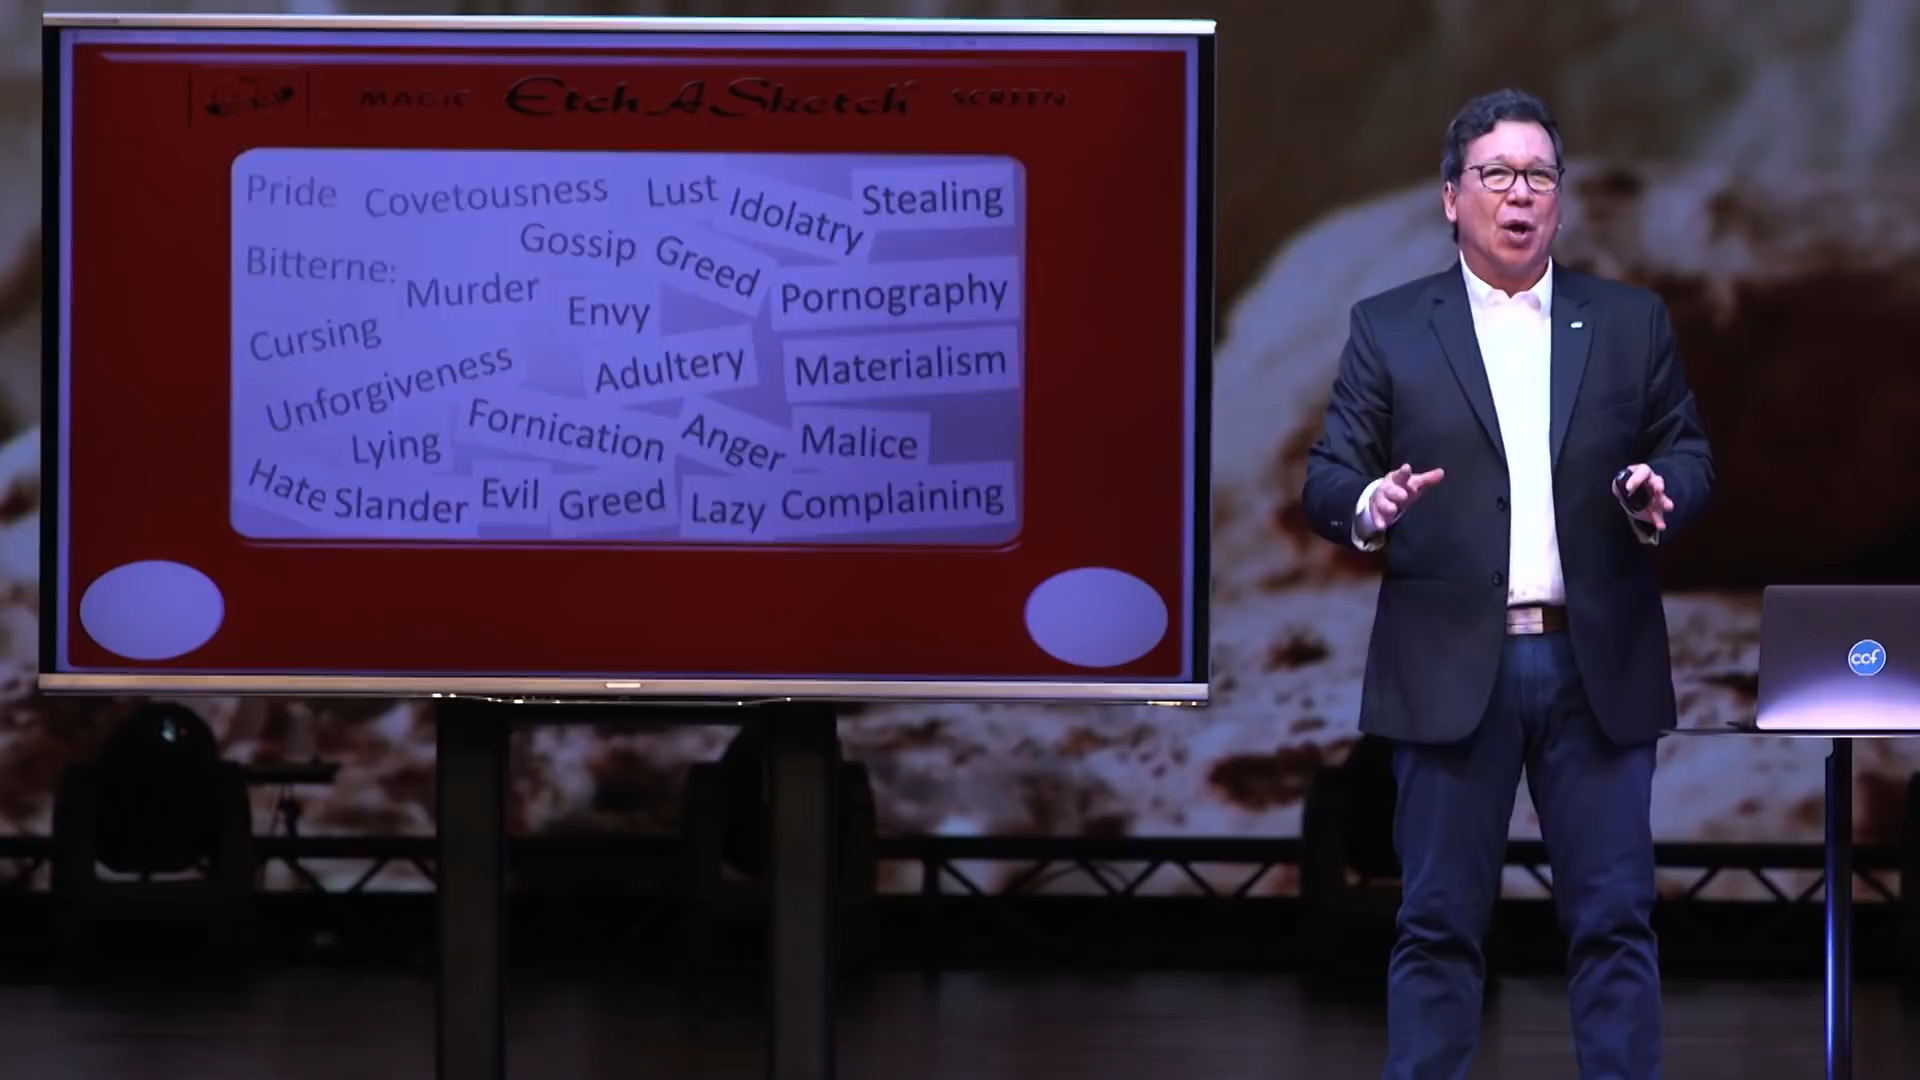 MAGIC Etch A Sketch SCREEN
Pride Covetousness Lust Idolatry Stealing
Gossip Greed
Bitternes
Murder Envy Pornography
Cursing
Unforgiveness Adultery Materialism
Lying Fornication Anger Malice
Hate Slander Evil Greed Lazy Complaining
ccf